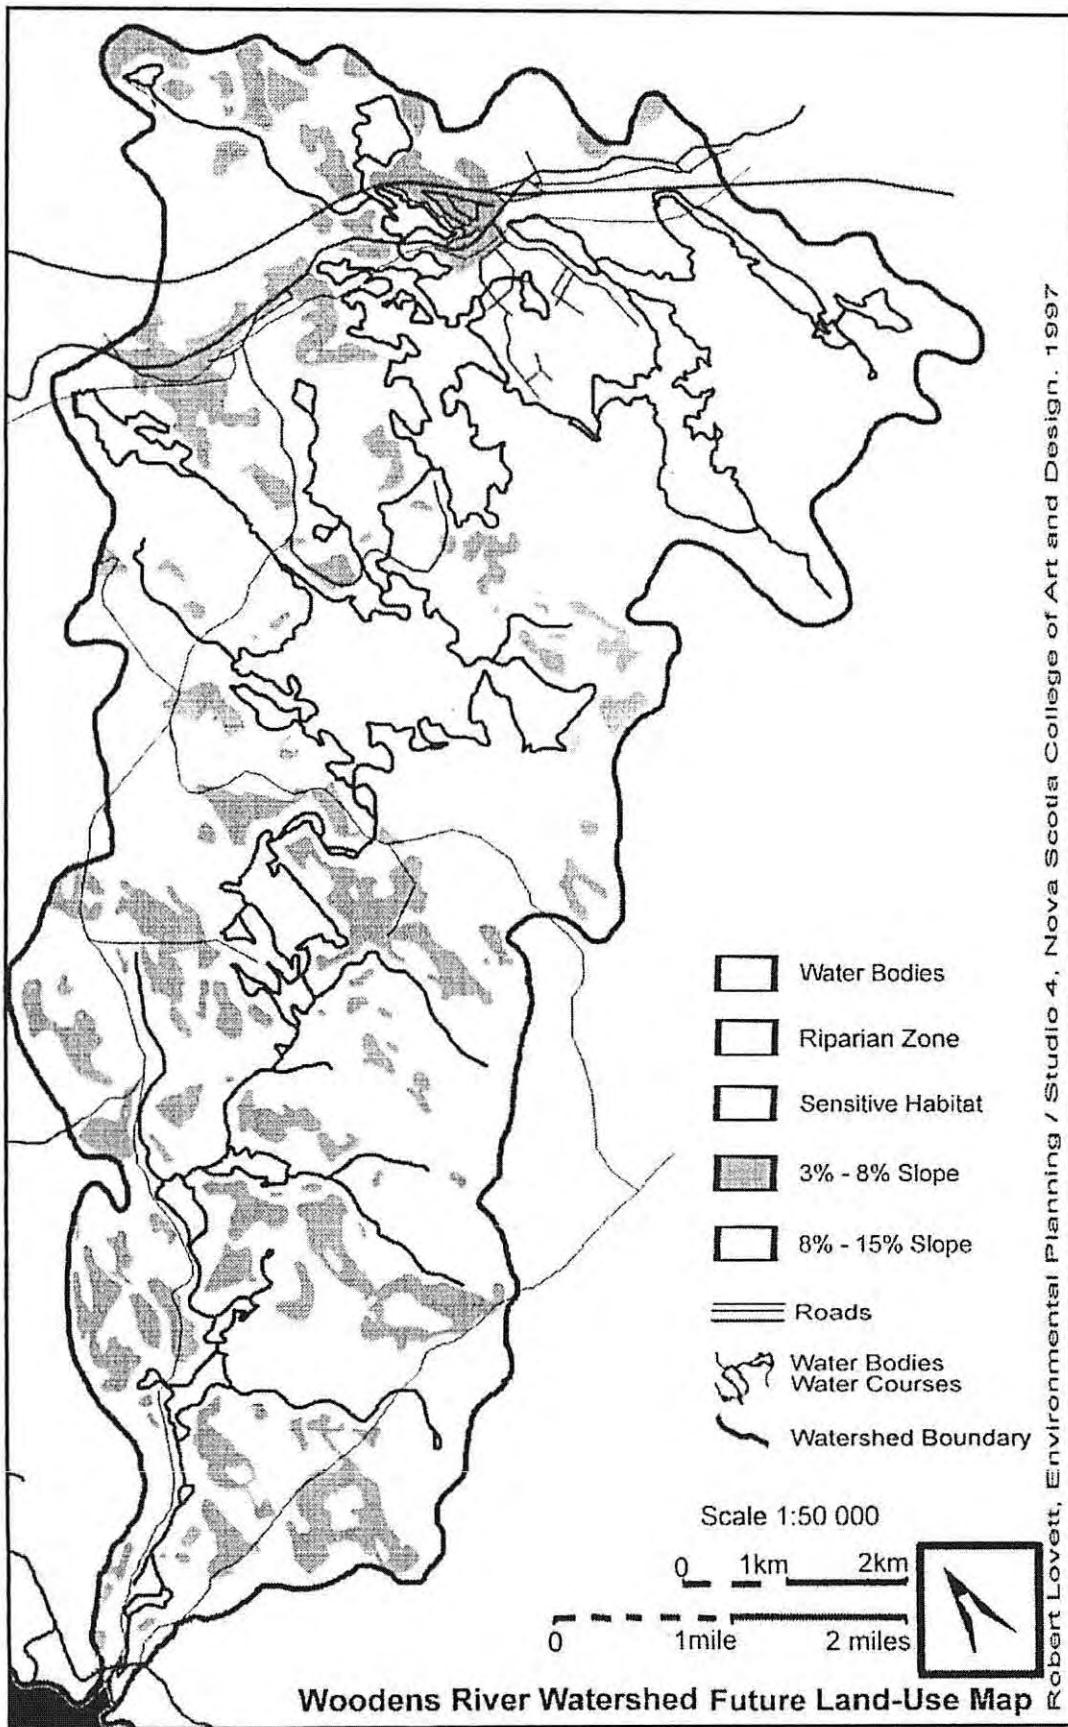 Water Bodies
Riparian Zone
Sensitive Habitat
3% - 8% Slope
8% - 15% Slope
Roads
Water Bodies
Water Courses
Watershed Boundary
Scale 1:50 000
0 1km 2km
0 1mile 2 miles
Woodens River Watershed Future Land-Use Map
Robert Lovett, Environmental Planning / Studio 4, Nova Scotia College of Art and Design. 1997